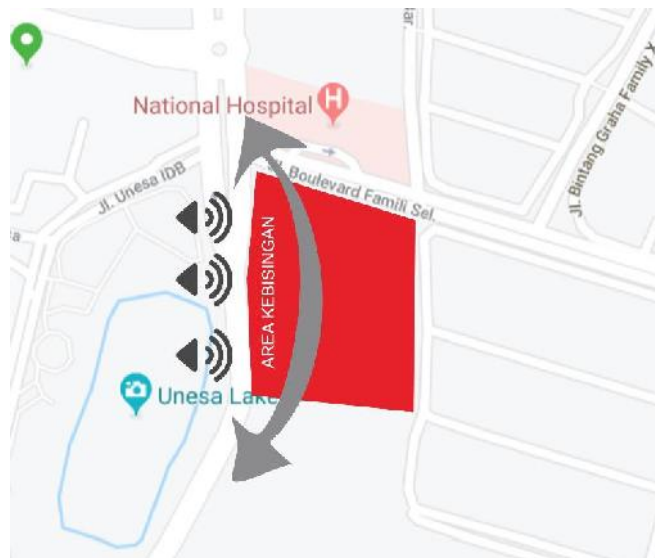 National Hospital
H
Jl. Boulevard Famili Sel.
Jl. Unesa IDB
Jl. Bintang Graha Family X
AREA KEBISINGAN
Unesa Lake